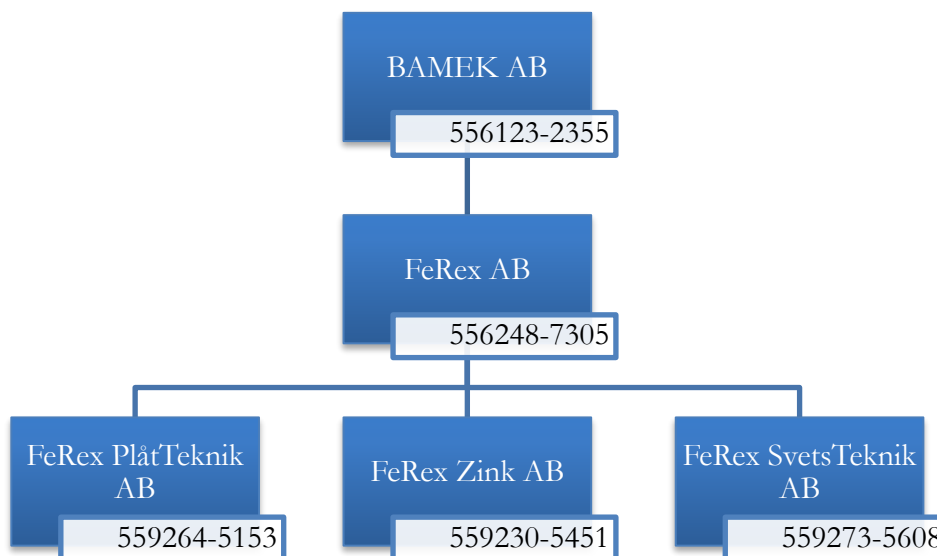 BAMEK AB
556123-2355
FeRex AB
556248-7305
FeRex PlåtTeknik
AB
559264-5153
FeRex Zink AB
559230-5451
FeRex SvetsTeknik
AB
559273-5608